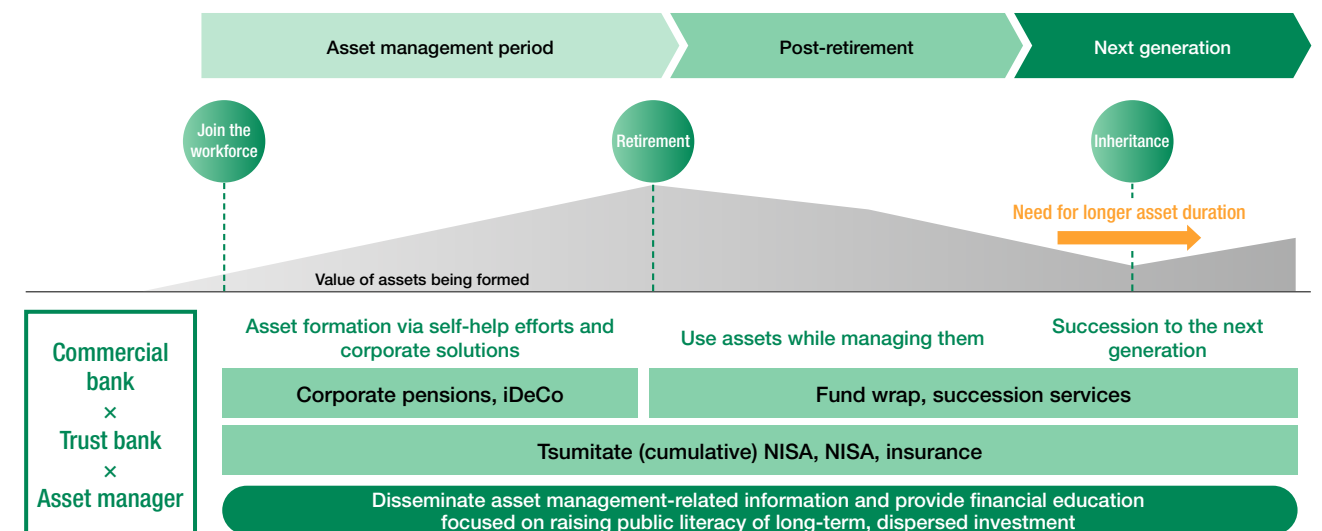 Asset management period
Post-retirement
Next generation
Join the
workforce
Retirement
Inheritance
Need for longer asset duration
Value of assets being formed
Commercial
bank
×
Trust bank
×
Asset manager
Asset formation via self-help efforts and
corporate solutions
Use assets while managing them
Succession to the next
generation
Corporate pensions, iDeCo
Fund wrap, succession services
Tsumitate (cumulative) NISA, NISA, insurance
Disseminate asset management-related information and provide financial education
focused on raising public literacy of long-term, dispersed investment